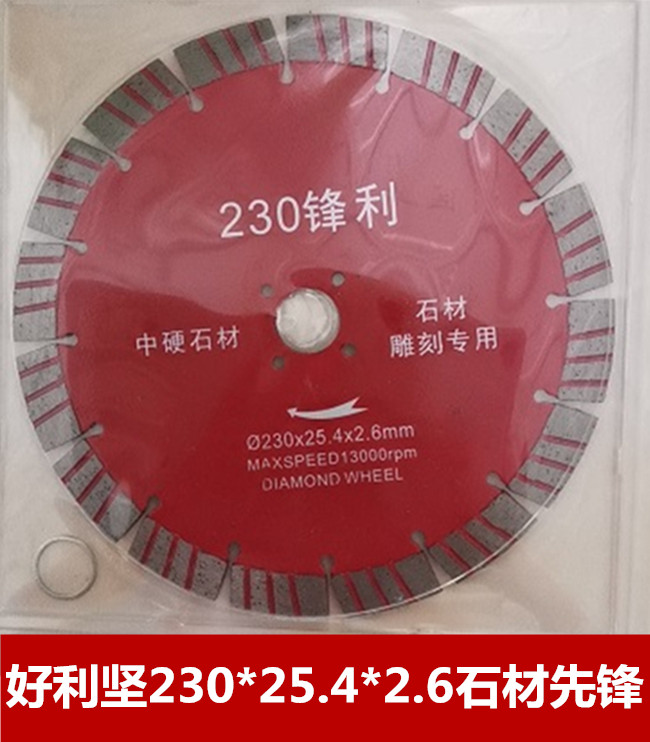 230锋利
中硬石材
石材
雕刻专用
Ø230x25.4x2.6mm
MAXSPEED13000rpm
DIAMOND WHEEL
好利坚230*25.4*2.6石材先锋